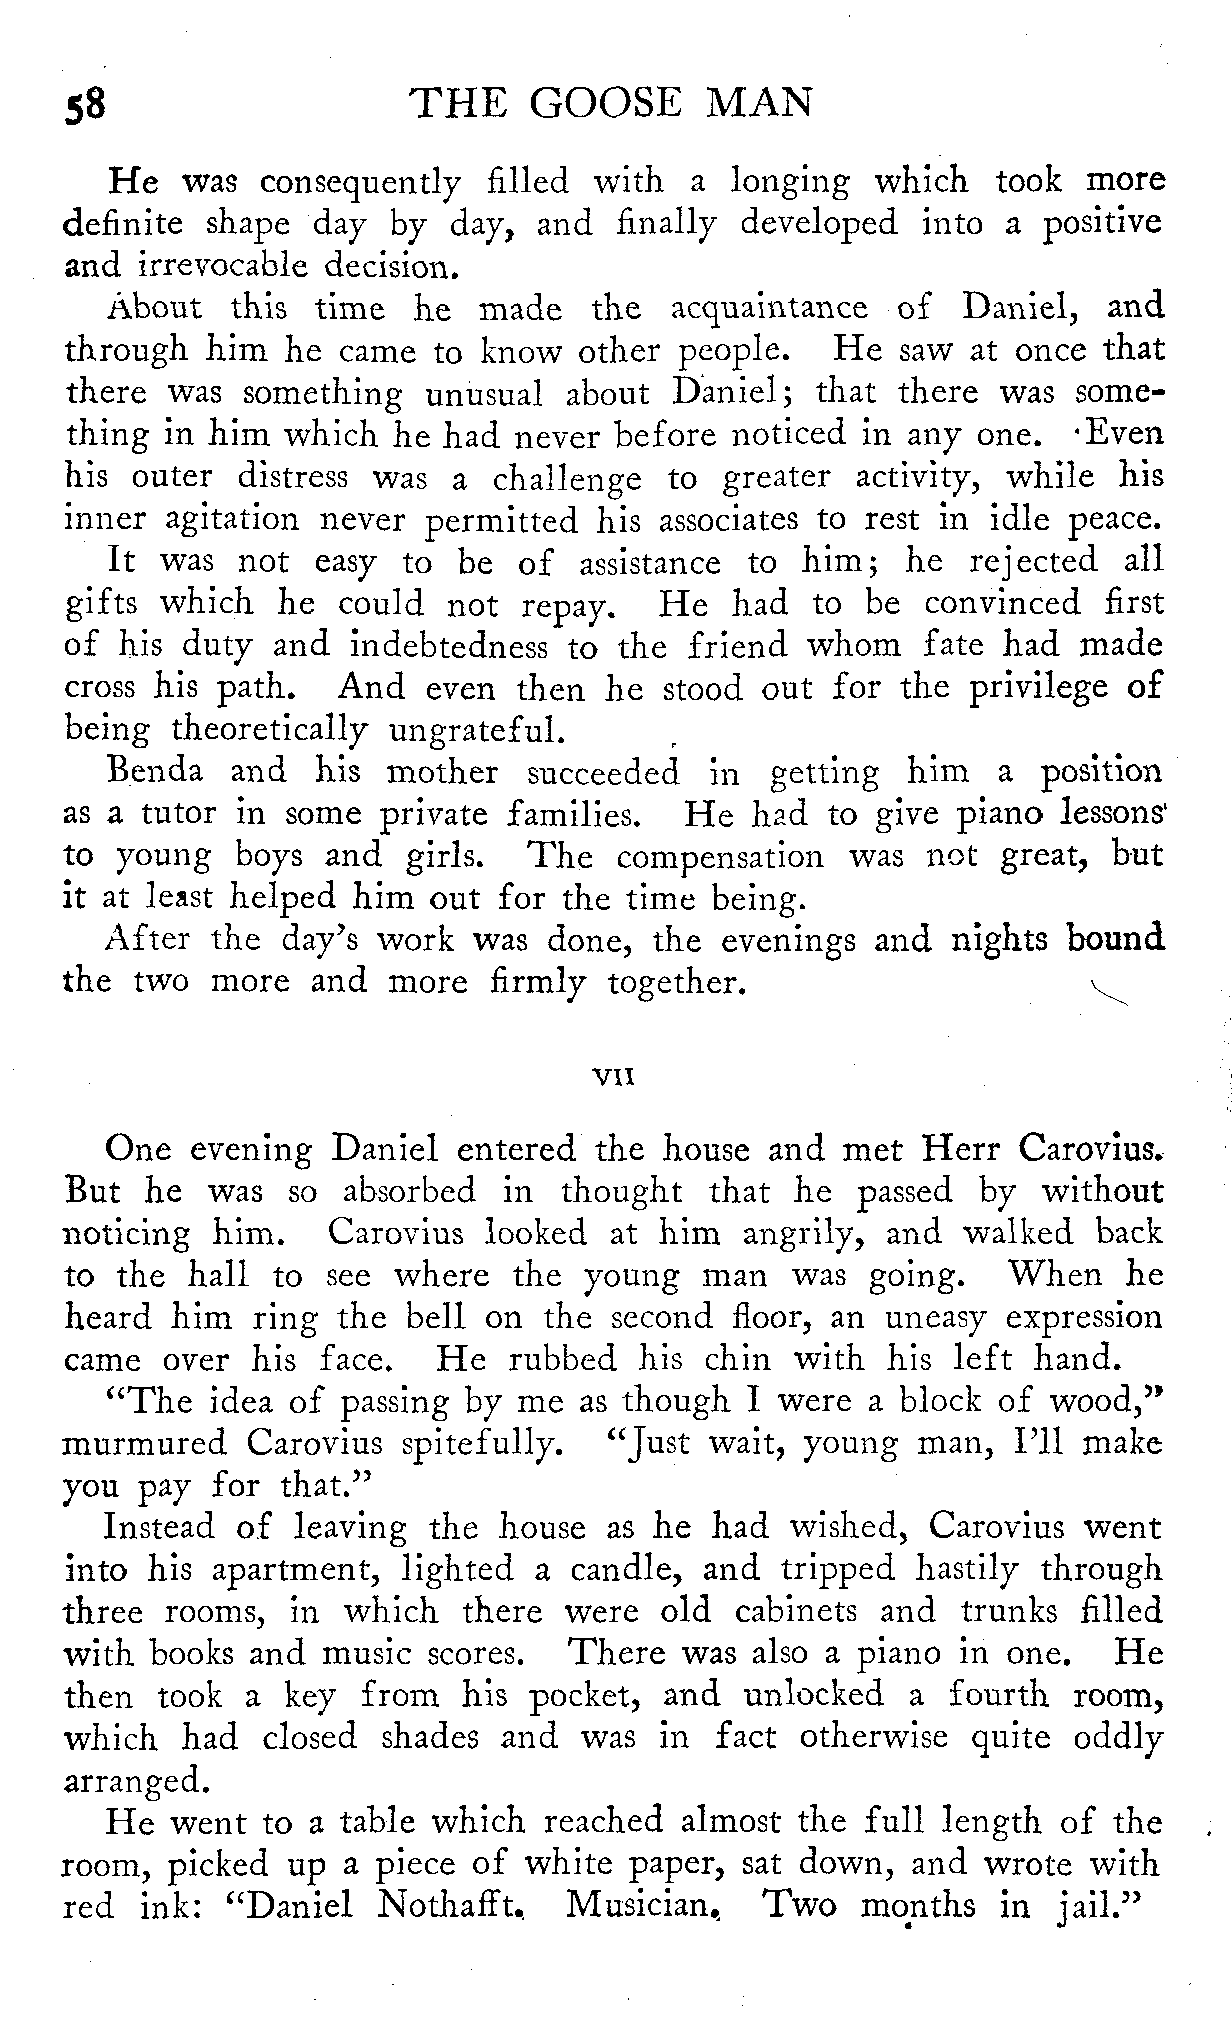 58 THE GOOSE MAN
He was consequently filled with a longing which took more
definite shape day by day, and finally developed into a positive
and irrevocable decision.
About this time he made the acquaintance of Daniel, and
through him he came to know other people. He saw at once that
there was something unusual about Daniel; that there was some-
thing in him which he had never before noticed in any one. Even
his outer distress was a challenge to greater activity, while his
inner agitation never permitted his associates to rest in idle peace.
It was not easy to be of assistance to him; he rejected all
gifts which he could not repay. He had to be convinced first
of his duty and indebtedness to the friend whom fate had made
cross his path. And even then he stood out for the privilege of
being theoretically ungrateful.
Benda and his mother succeeded in getting him a position
as a tutor in some private families. He had to give piano lessons
to young boys and girls. The compensation was not great, but
it at least helped him out for the time being.
After the day's work was done, the evenings and nights bound
the two more and more firmly together.
VII
One evening Daniel entered the house and met Herr Carovius.
But he was so absorbed in thought that he passed by without
noticing him. Carovius looked at him angrily, and walked back
to the hall to see where the young man was going. When he
heard him ring the bell on the second floor, an uneasy expression
came over his face. He rubbed his chin with his left hand.
"The idea of passing by me as though I were a block of wood,"
murmured Carovius spitefully. "Just wait, young man, I'll make
you pay for that."
Instead of leaving the house as he had wished, Carovius went
into his apartment, lighted a candle, and tripped hastily through
three rooms, in which there were old cabinets and trunks filled
with books and music scores. There was also a piano in one. He
then took a key from his pocket, and unlocked a fourth room,
which had closed shades and was in fact otherwise quite oddly
arranged.
He went to a table which reached almost the full length of the
room, picked up a piece of white paper, sat down, and wrote with
red ink: "Daniel Nothafft. Musician. Two months in jail."